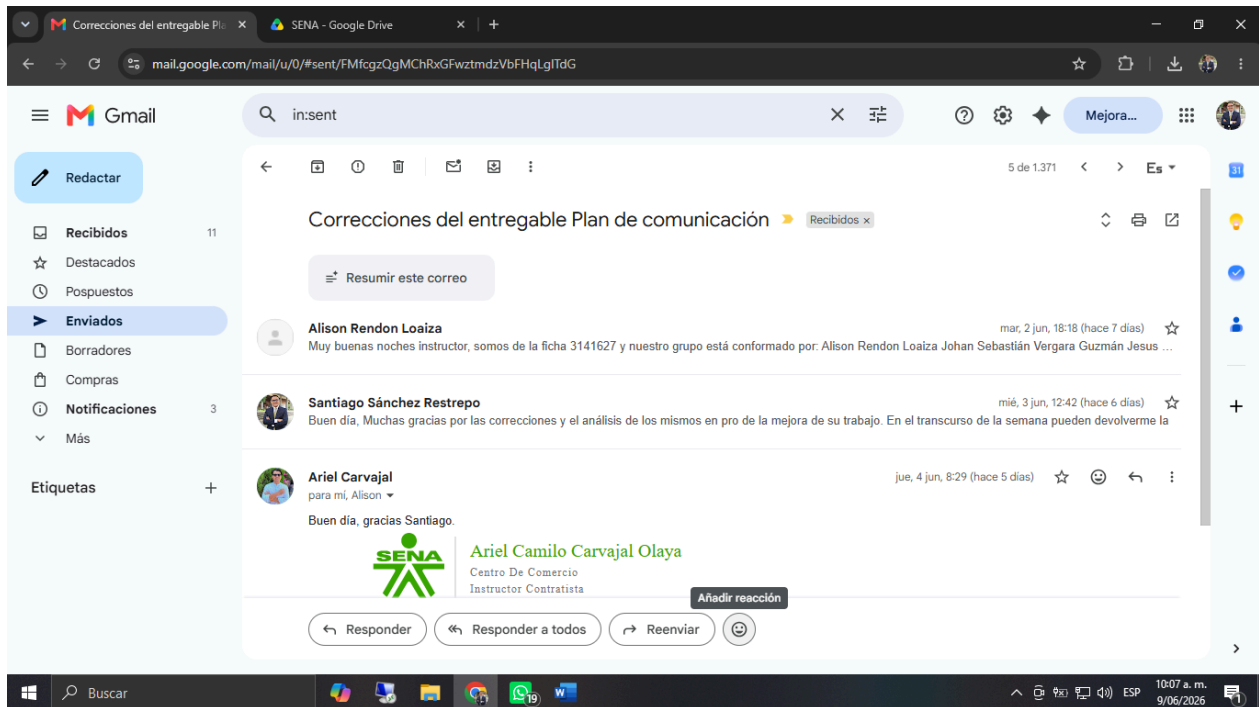 Correcciones del entregable Pla
SENA - Google Drive
mail.google.com/mail/u/0/#sent/FMfcgzQgMChRxGFwztmdzVbFHqLglTdG
Gmail
in:sent
Mejora...
Redactar
5 de 1.371
Es
Correcciones del entregable Plan de comunicación
Recibidos x
Recibidos 11
Destacados
Pospuestos
Enviados
Borradores
Compras
Notificaciones 3
Más
Etiquetas
Resumir este correo
Alison Rendon Loaiza
mar, 2 jun, 18:18 (hace 7 días)
Muy buenas noches instructor, somos de la ficha 3141627 y nuestro grupo está conformado por: Alison Rendon Loaiza Johan Sebastián Vergara Guzmán Jesus ...
Santiago Sánchez Restrepo
mié, 3 jun, 12:42 (hace 6 días)
Buen día, Muchas gracias por las correcciones y el análisis de los mismos en pro de la mejora de su trabajo. En el transcurso de la semana pueden devolverme la
Ariel Carvajal
jue, 4 jun, 8:29 (hace 5 días)
para mí, Alison
Buen día, gracias Santiago.
SENA
Ariel Camilo Carvajal Olaya
Centro De Comercio
Instructor Contratista
Añadir reacción
Responder
Responder a todos
Reenviar
31
Buscar
19
ESP
10:07 a. m.
9/06/2026
1